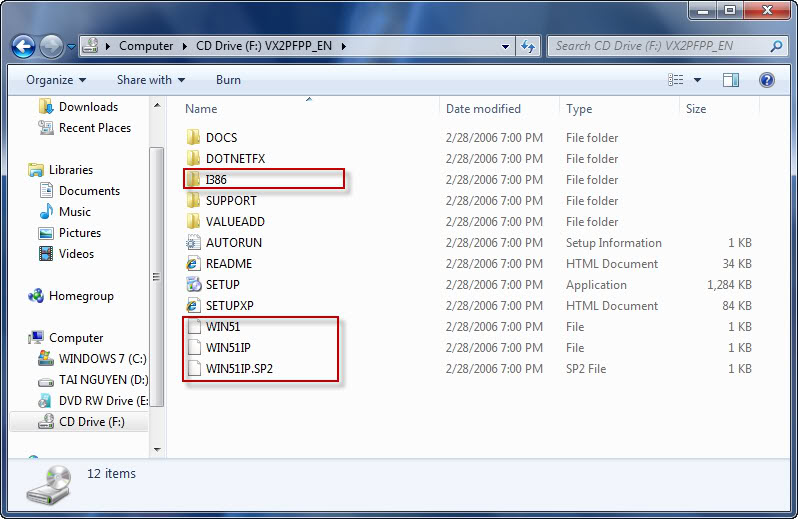 Computer CD Drive (F:) VX2PFPP_EN
Search CD Drive (F:) VX2PFPP_EN
Organize Share with Burn
Downloads
Recent Places
Libraries
Documents
Music
Pictures
Videos
Homegroup
Computer
WINDOWS 7 (C:)
TAI NGUYEN (D:)
DVD RW Drive (E:
CD Drive (F:)
Name Date modified Type Size
DOCS 2/28/2006 7:00 PM File folder
DOTNETFX 2/28/2006 7:00 PM File folder
I386 2/28/2006 7:00 PM File folder
SUPPORT 2/28/2006 7:00 PM File folder
VALUEADD 2/28/2006 7:00 PM File folder
AUTORUN 2/28/2006 7:00 PM Setup Information 1 KB
README 2/28/2006 7:00 PM HTML Document 34 KB
SETUP 2/28/2006 7:00 PM Application 1,284 KB
SETUPXP 2/28/2006 7:00 PM HTML Document 84 KB
WIN51 2/28/2006 7:00 PM File 1 KB
WIN51IP 2/28/2006 7:00 PM File 1 KB
WIN51IP.SP2 2/28/2006 7:00 PM SP2 File 1 KB
12 items